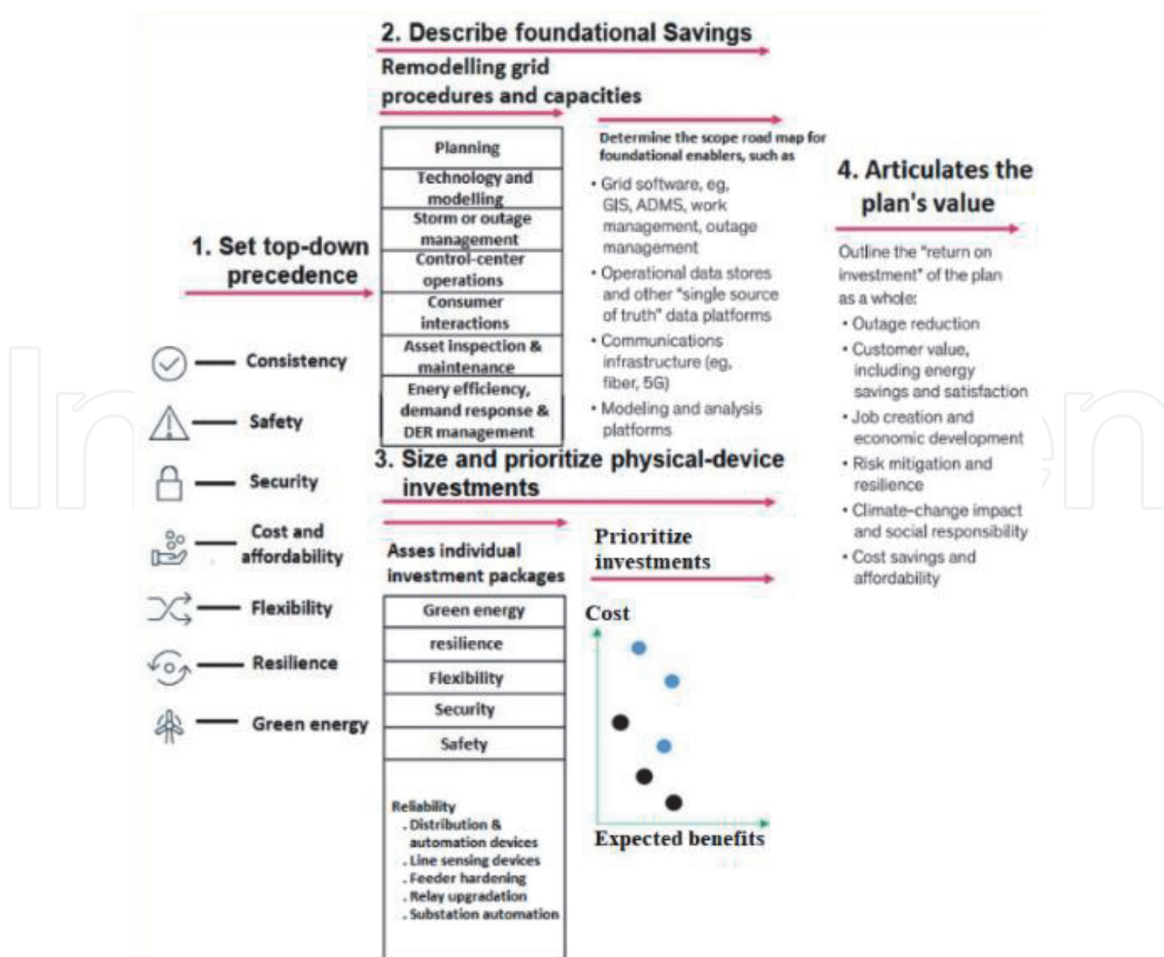 1. Set top-down
precedence
Consistency
Safety
Security
Cost and
affordability
Flexibility
Resilience
Green energy
2. Describe foundational Savings
Remodelling grid
procedures and capacities
Planning
Technology and
modelling
Storm or outage
management
Control-center
operations
Consumer
interactions
Asset inspection &
maintenance
Enery efficiency,
demand response &
DER management
Determine the scope road map for
foundational enablers, such as
• Grid software, eg,
GIS, ADMS, work
management, outage
management
• Operational data stores
and other "single source
of truth" data platforms
• Communications
infrastructure (eg,
fiber, 5G)
• Modeling and analysis
platforms
3. Size and prioritize physical-device
investments
Asses individual
investment packages
Green energy
resilience
Flexibility
Security
Safety
Reliability
. Distribution &
automation devices
. Line sensing devices
. Feeder hardening
. Relay upgradation
. Substation automation
Prioritize
investments
Cost
Expected benefits
4. Articulates the
plan's value
Outline the "return on
investment" of the plan
as a whole:
• Outage reduction
• Customer value,
including energy
savings and satisfaction
• Job creation and
economic development
• Risk mitigation and
resilience
• Climate-change impact
and social responsibility
• Cost savings and
affordability